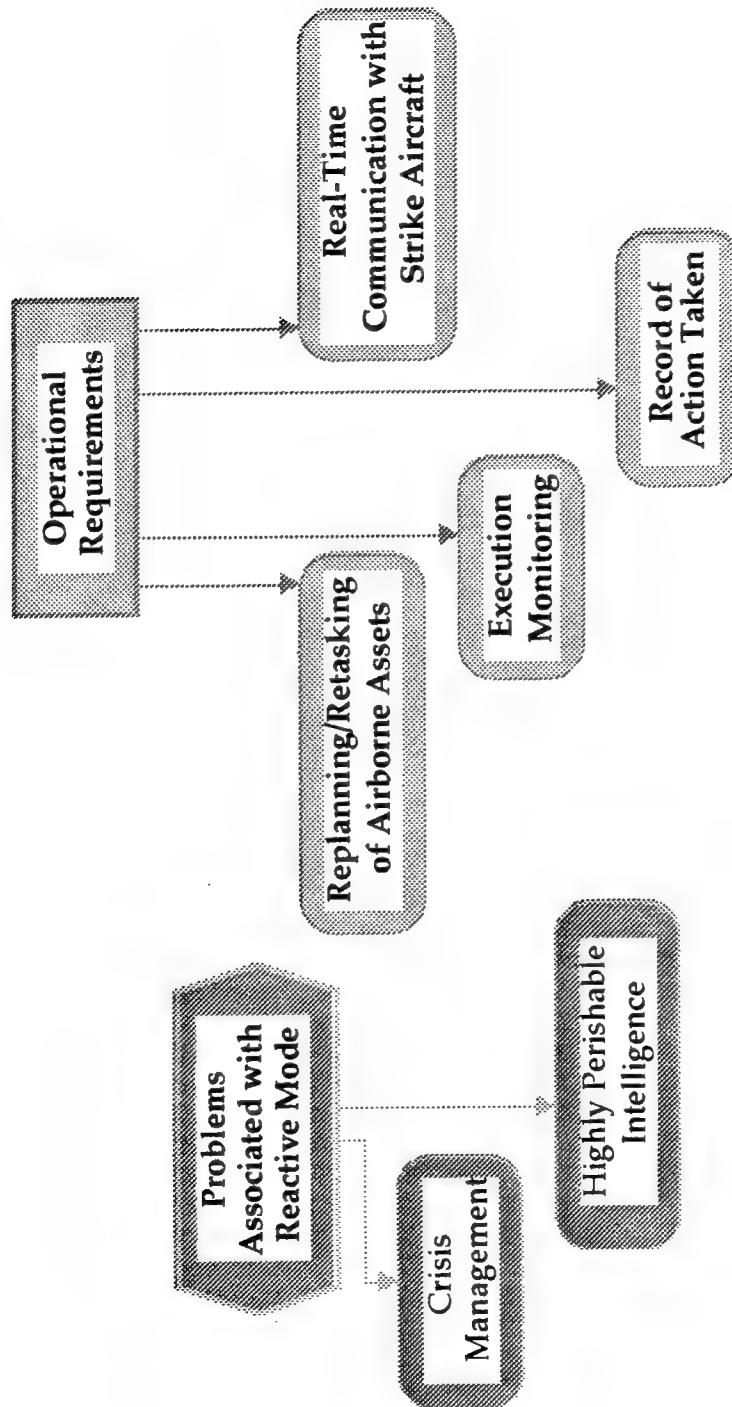 Problems
Associated with
Reactive Mode
Crisis
Management
Highly Perishable
Intelligence
Operational
Requirements
Replanning/Retasking
of Airborne Assets
Execution
Monitoring
Record of
Action Taken
Real-Time
Communication with
Strike Aircraft